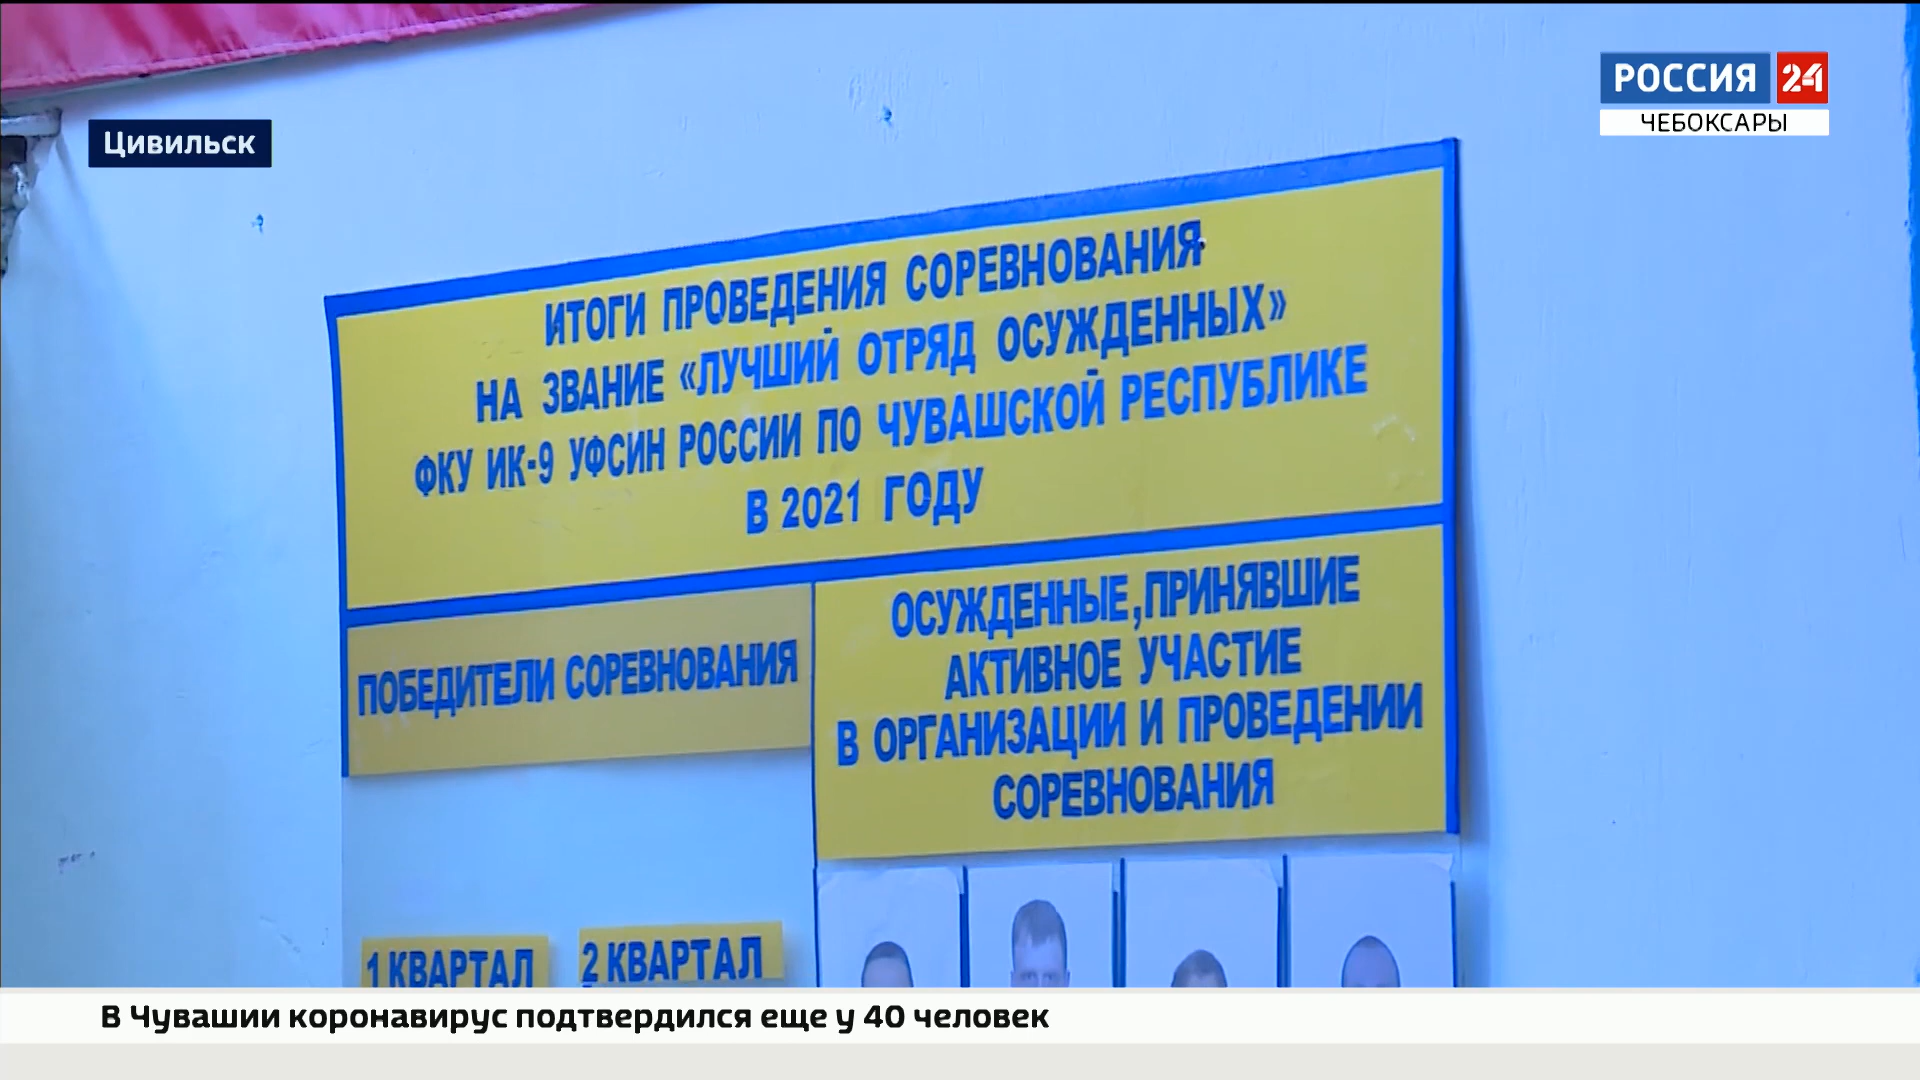 РОССИЯ 24
ЧЕБОКСАРЫ
Цивильск
ИТОГИ ПРОВЕДЕНИЯ СОРЕВНОВАНИЯ
НА ЗВАНИЕ «ЛУЧШИЙ ОТРЯД ОСУЖДЕННЫХ»
ФКУ ИК-9 УФСИН РОССИИ ПО ЧУВАШСКОЙ РЕСПУБЛИКЕ
В 2021 ГОДУ
ПОБЕДИТЕЛИ СОРЕВНОВАНИЯ
ОСУЖДЕННЫЕ, ПРИНЯВШИЕ
АКТИВНОЕ УЧАСТИЕ
В ОРГАНИЗАЦИИ И ПРОВЕДЕНИИ
СОРЕВНОВАНИЯ
1 КВАРТАЛ
2 КВАРТАЛ
В Чувашии коронавирус подтвердился еще у 40 человек